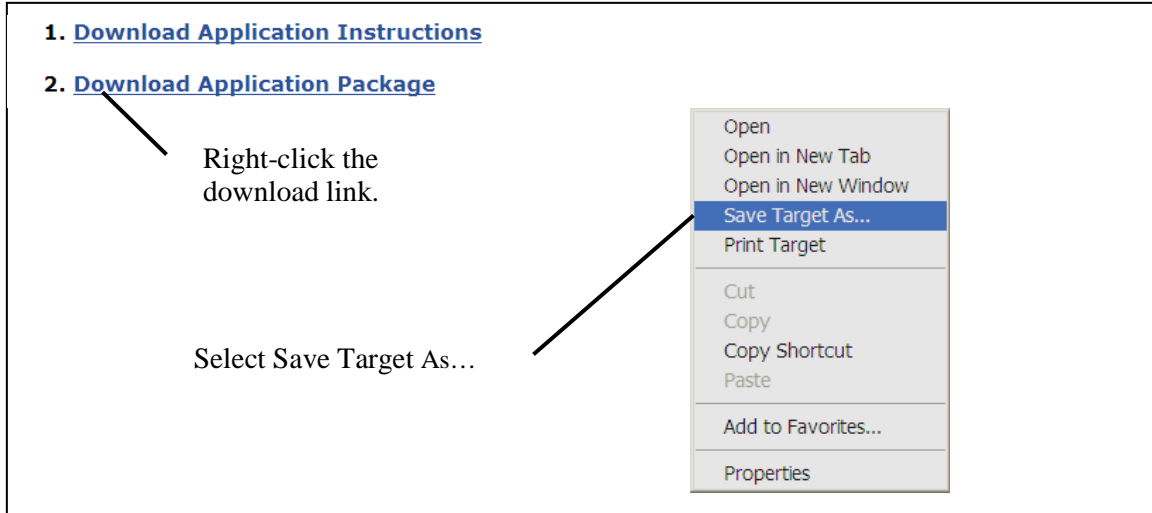 1. Download Application Instructions
2. Download Application Package
Right-click the
download link.
Select Save Target As…
Open
Open in New Tab
Open in New Window
Save Target As...
Print Target
Cut
Copy
Copy Shortcut
Paste
Add to Favorites...
Properties